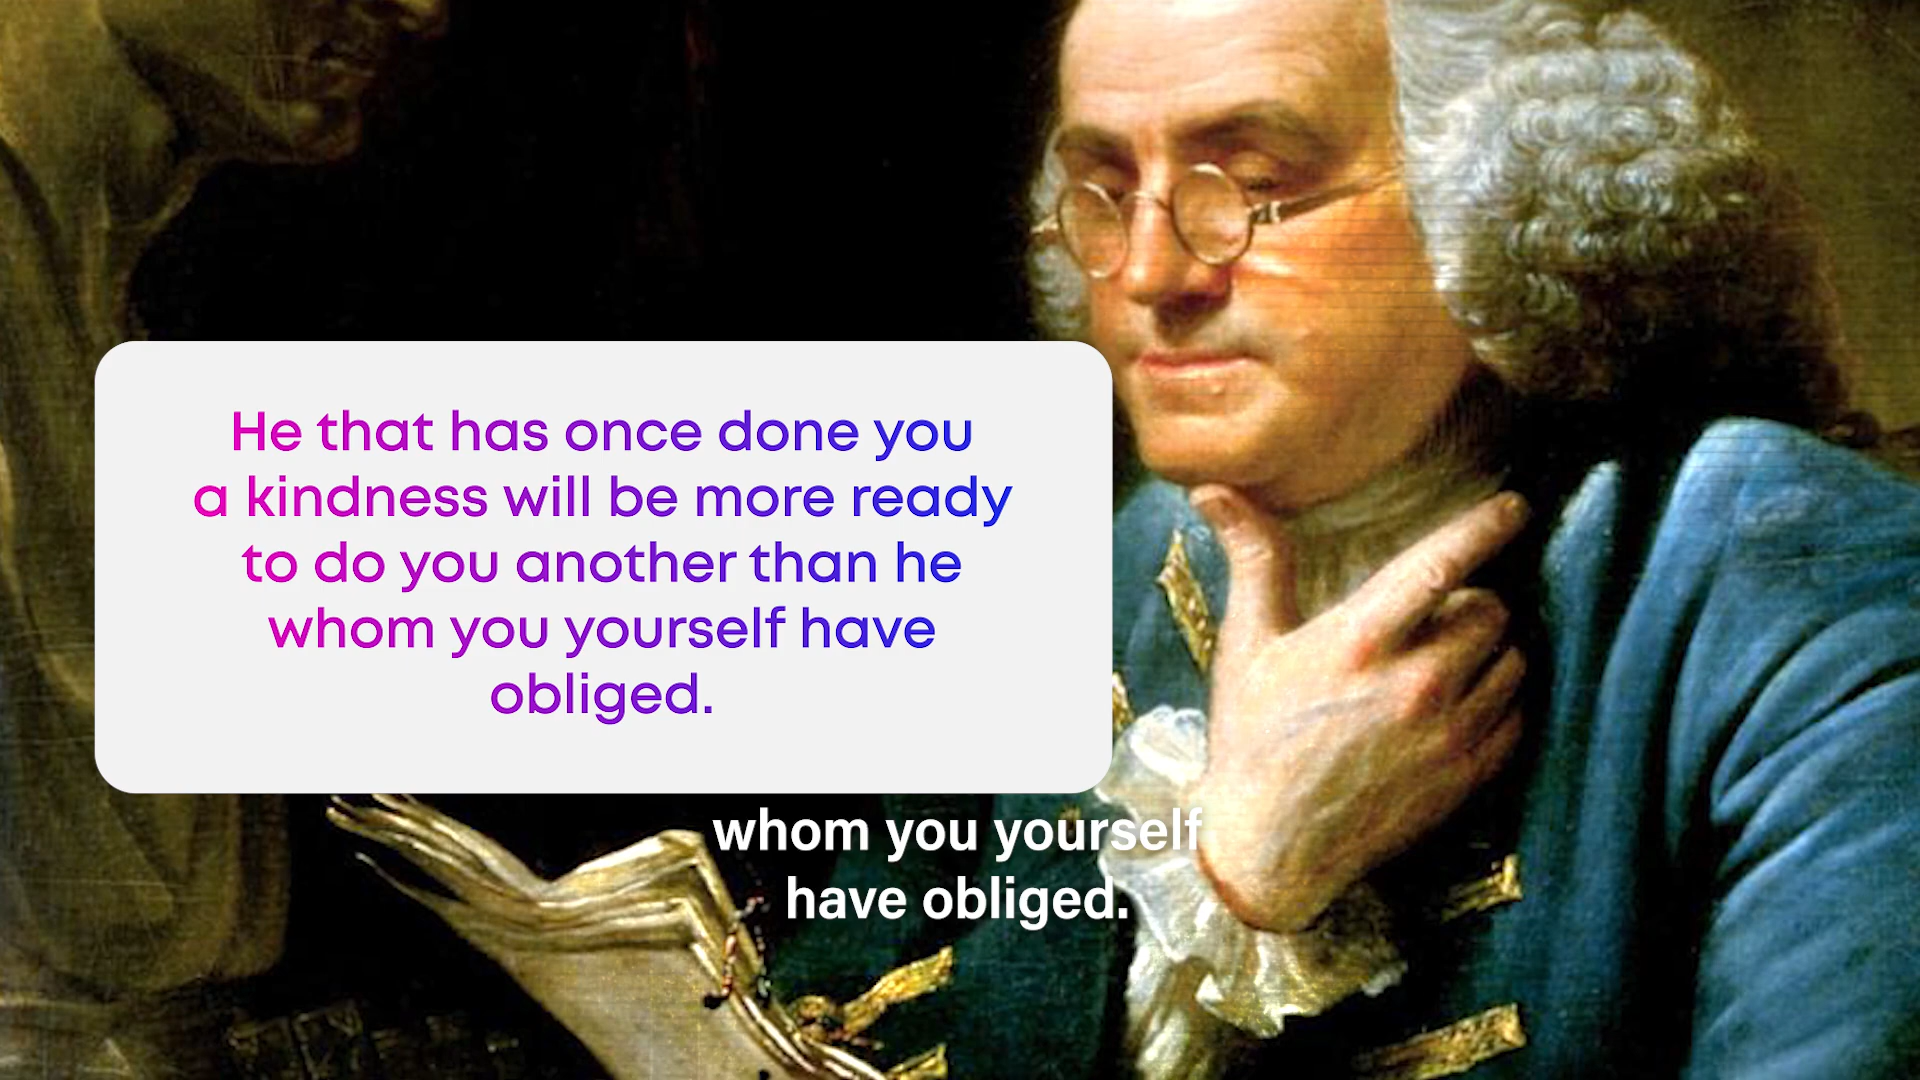 He that has once done you
a kindness will be more ready
to do you another than he
whom you yourself have
obliged.
whom you yourself
have obliged.